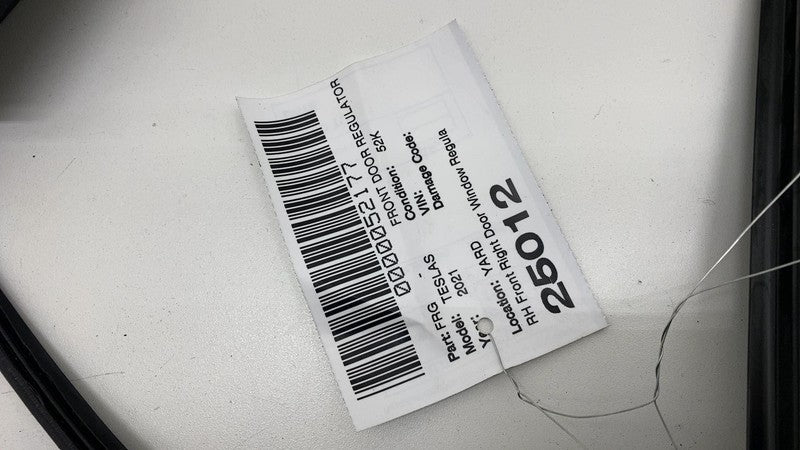 0000052177
Part: FRG FRONT DOOR REGULATOR
Model: TESLAS Condition: 52K
Year: 2021 VIN:
Damage Code:
Location: YARD
RH Front Right Door Window Regula
25012